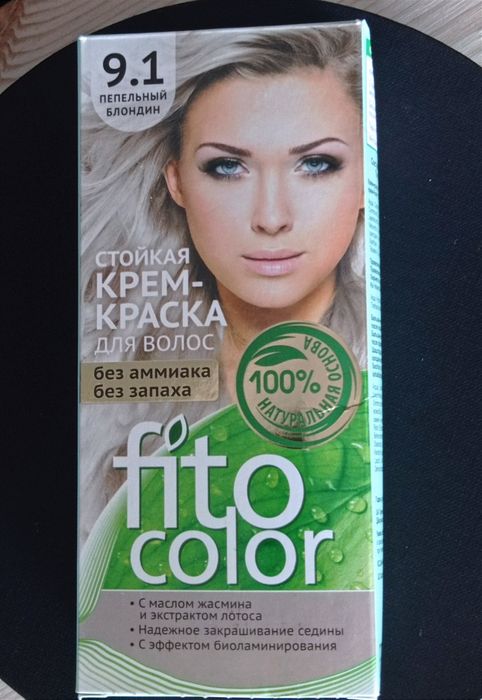 9.1
ПЕПЕЛЬНЫЙ
БЛОНДИН
СТОЙКАЯ
КРЕМ-
КРАСКА
ДЛЯ ВОЛОС
без аммиака
без запаха
100%
НАТУРАЛЬНАЯ ОСНОВА
fito
color
• С маслом жасмина
и экстрактом лотоса
• Надежное закрашивание седины
• С эффектом биоламинирования